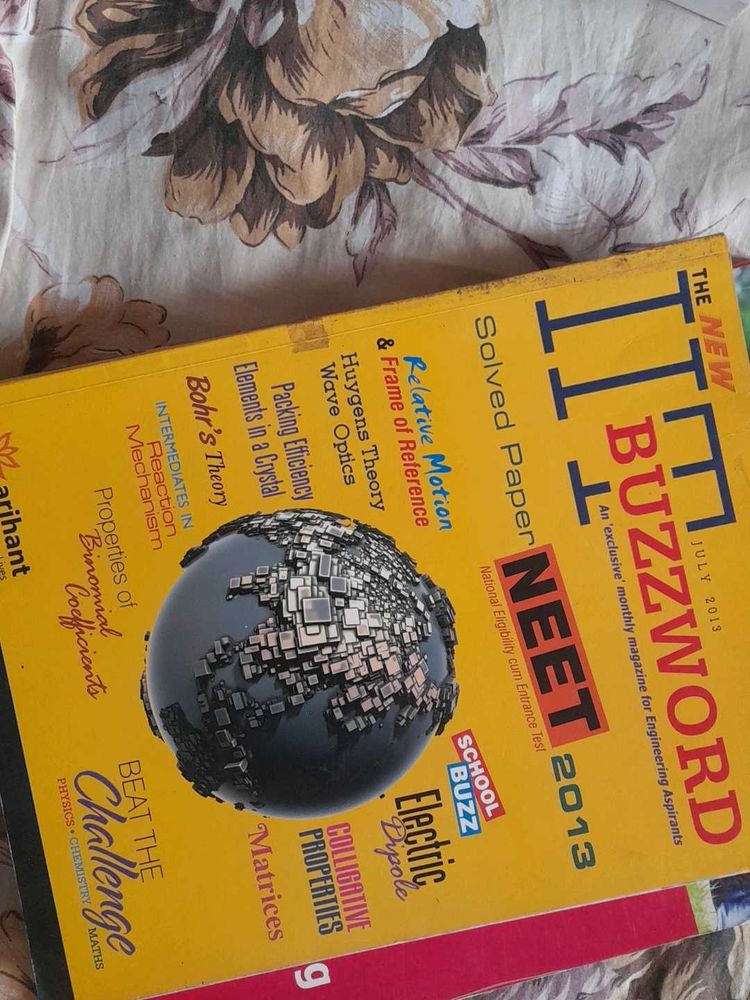 THE NEW
IIT
JULY 2013
BUZZWORD
An 'exclusive' monthly magazine for Engineering Aspirants
Solved Paper NEET 2013
National Eligibility cum Entrance Test
SCHOOL
BUZZ
Relative Motion
& Frame of Reference
Huygens Theory
Wave Optics
Packing Efficiency
Elements in a Crystal
Bohr's Theory
INTERMEDIATES IN
Reaction
Mechanism
Properties of
Binomial
Coefficients
Electric
Dipole
COLLIGATIVE
PROPERTIES
Matrices
BEAT THE
Challenge
PHYSICS • CHEMISTRY • MATHS
arihant
g